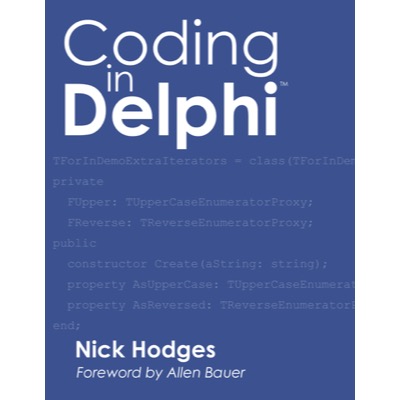 Coding
in
Delphi™
TForInDemoExtraIterators = class(TForInDem
private
FUpper: TUpperCaseEnumeratorProxy;
FReverse: TReverseEnumeratorProxy;
public
constructor Create(aString: string);
property AsUpperCase: TUpperCaseEnumerat
property AsReversed: TReverseEnumeratorP
end;
Nick Hodges
Foreword by Allen Bauer